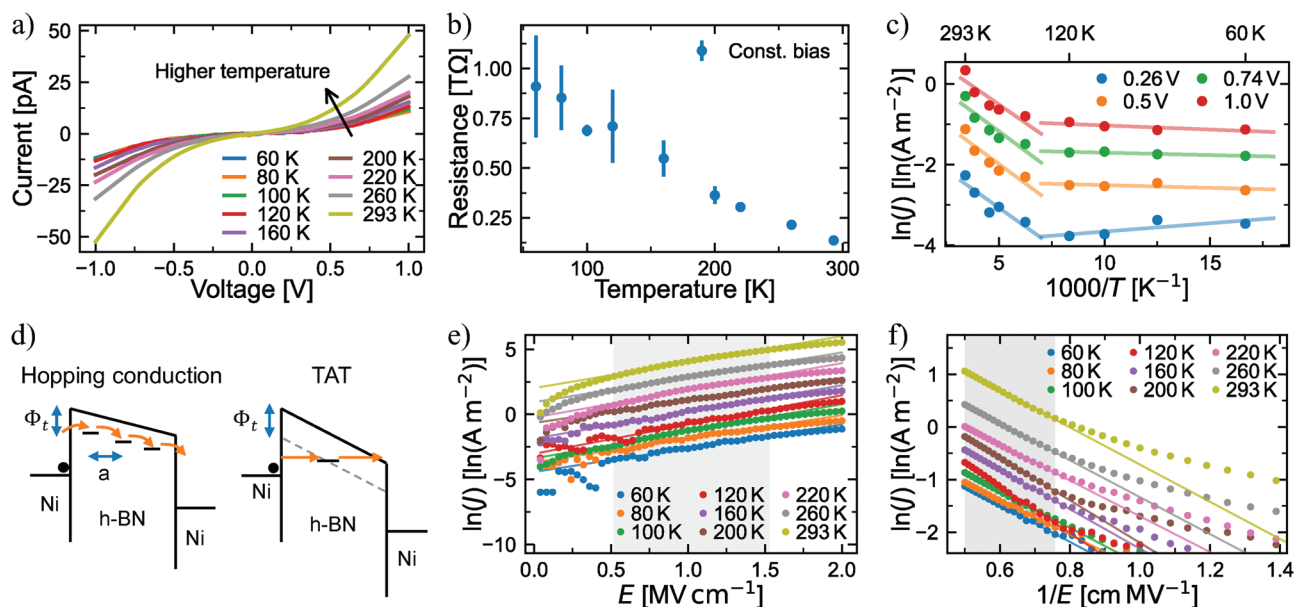 a)
50
25
0
25
50
Current [pA]
Higher temperature
60 K
80 K
100 K
120 K
160 K
200 K
220 K
260 K
293 K
−1.0
−0.5
0.0
0.5
1.0
Voltage [V]
b)
1.00
0.75
0.50
0.25
Resistance [TΩ]
Const. bias
100
200
300
Temperature [K]
c)
293 K
120 K
60 K
0
−2
−4
ln(J) [ln(A m⁻²)]
0.26 V
0.5 V
0.74 V
1.0 V
5
10
15
1000/T [K⁻¹]
d)
Hopping conduction
TAT
Φt
a
Ni
h-BN
Ni
Φt
Ni
h-BN
Ni
e)
5
0
−5
−10
ln(J) [ln(A m⁻²)]
60 K
80 K
100 K
120 K
160 K
200 K
220 K
260 K
293 K
0.0
0.5
1.0
1.5
2.0
E [MV cm⁻¹]
f)
1
0
−1
−2
ln(J) [ln(A m⁻²)]
60 K
80 K
100 K
120 K
160 K
200 K
220 K
260 K
293 K
0.6
0.8
1.0
1.2
1.4
1/E [cm MV⁻¹]